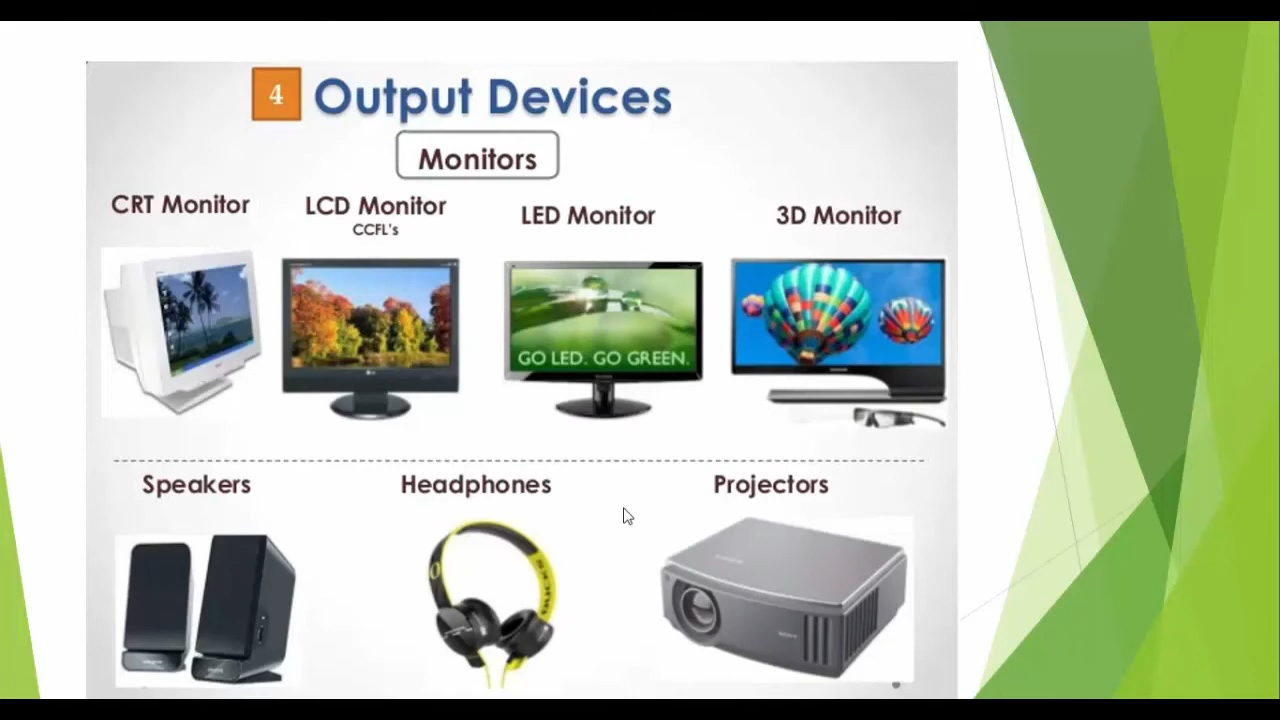 4 Output Devices
Monitors
CRT Monitor
LCD Monitor
CCFL's
LED Monitor
3D Monitor
GO LED. GO GREEN.
Speakers
Headphones
Projectors